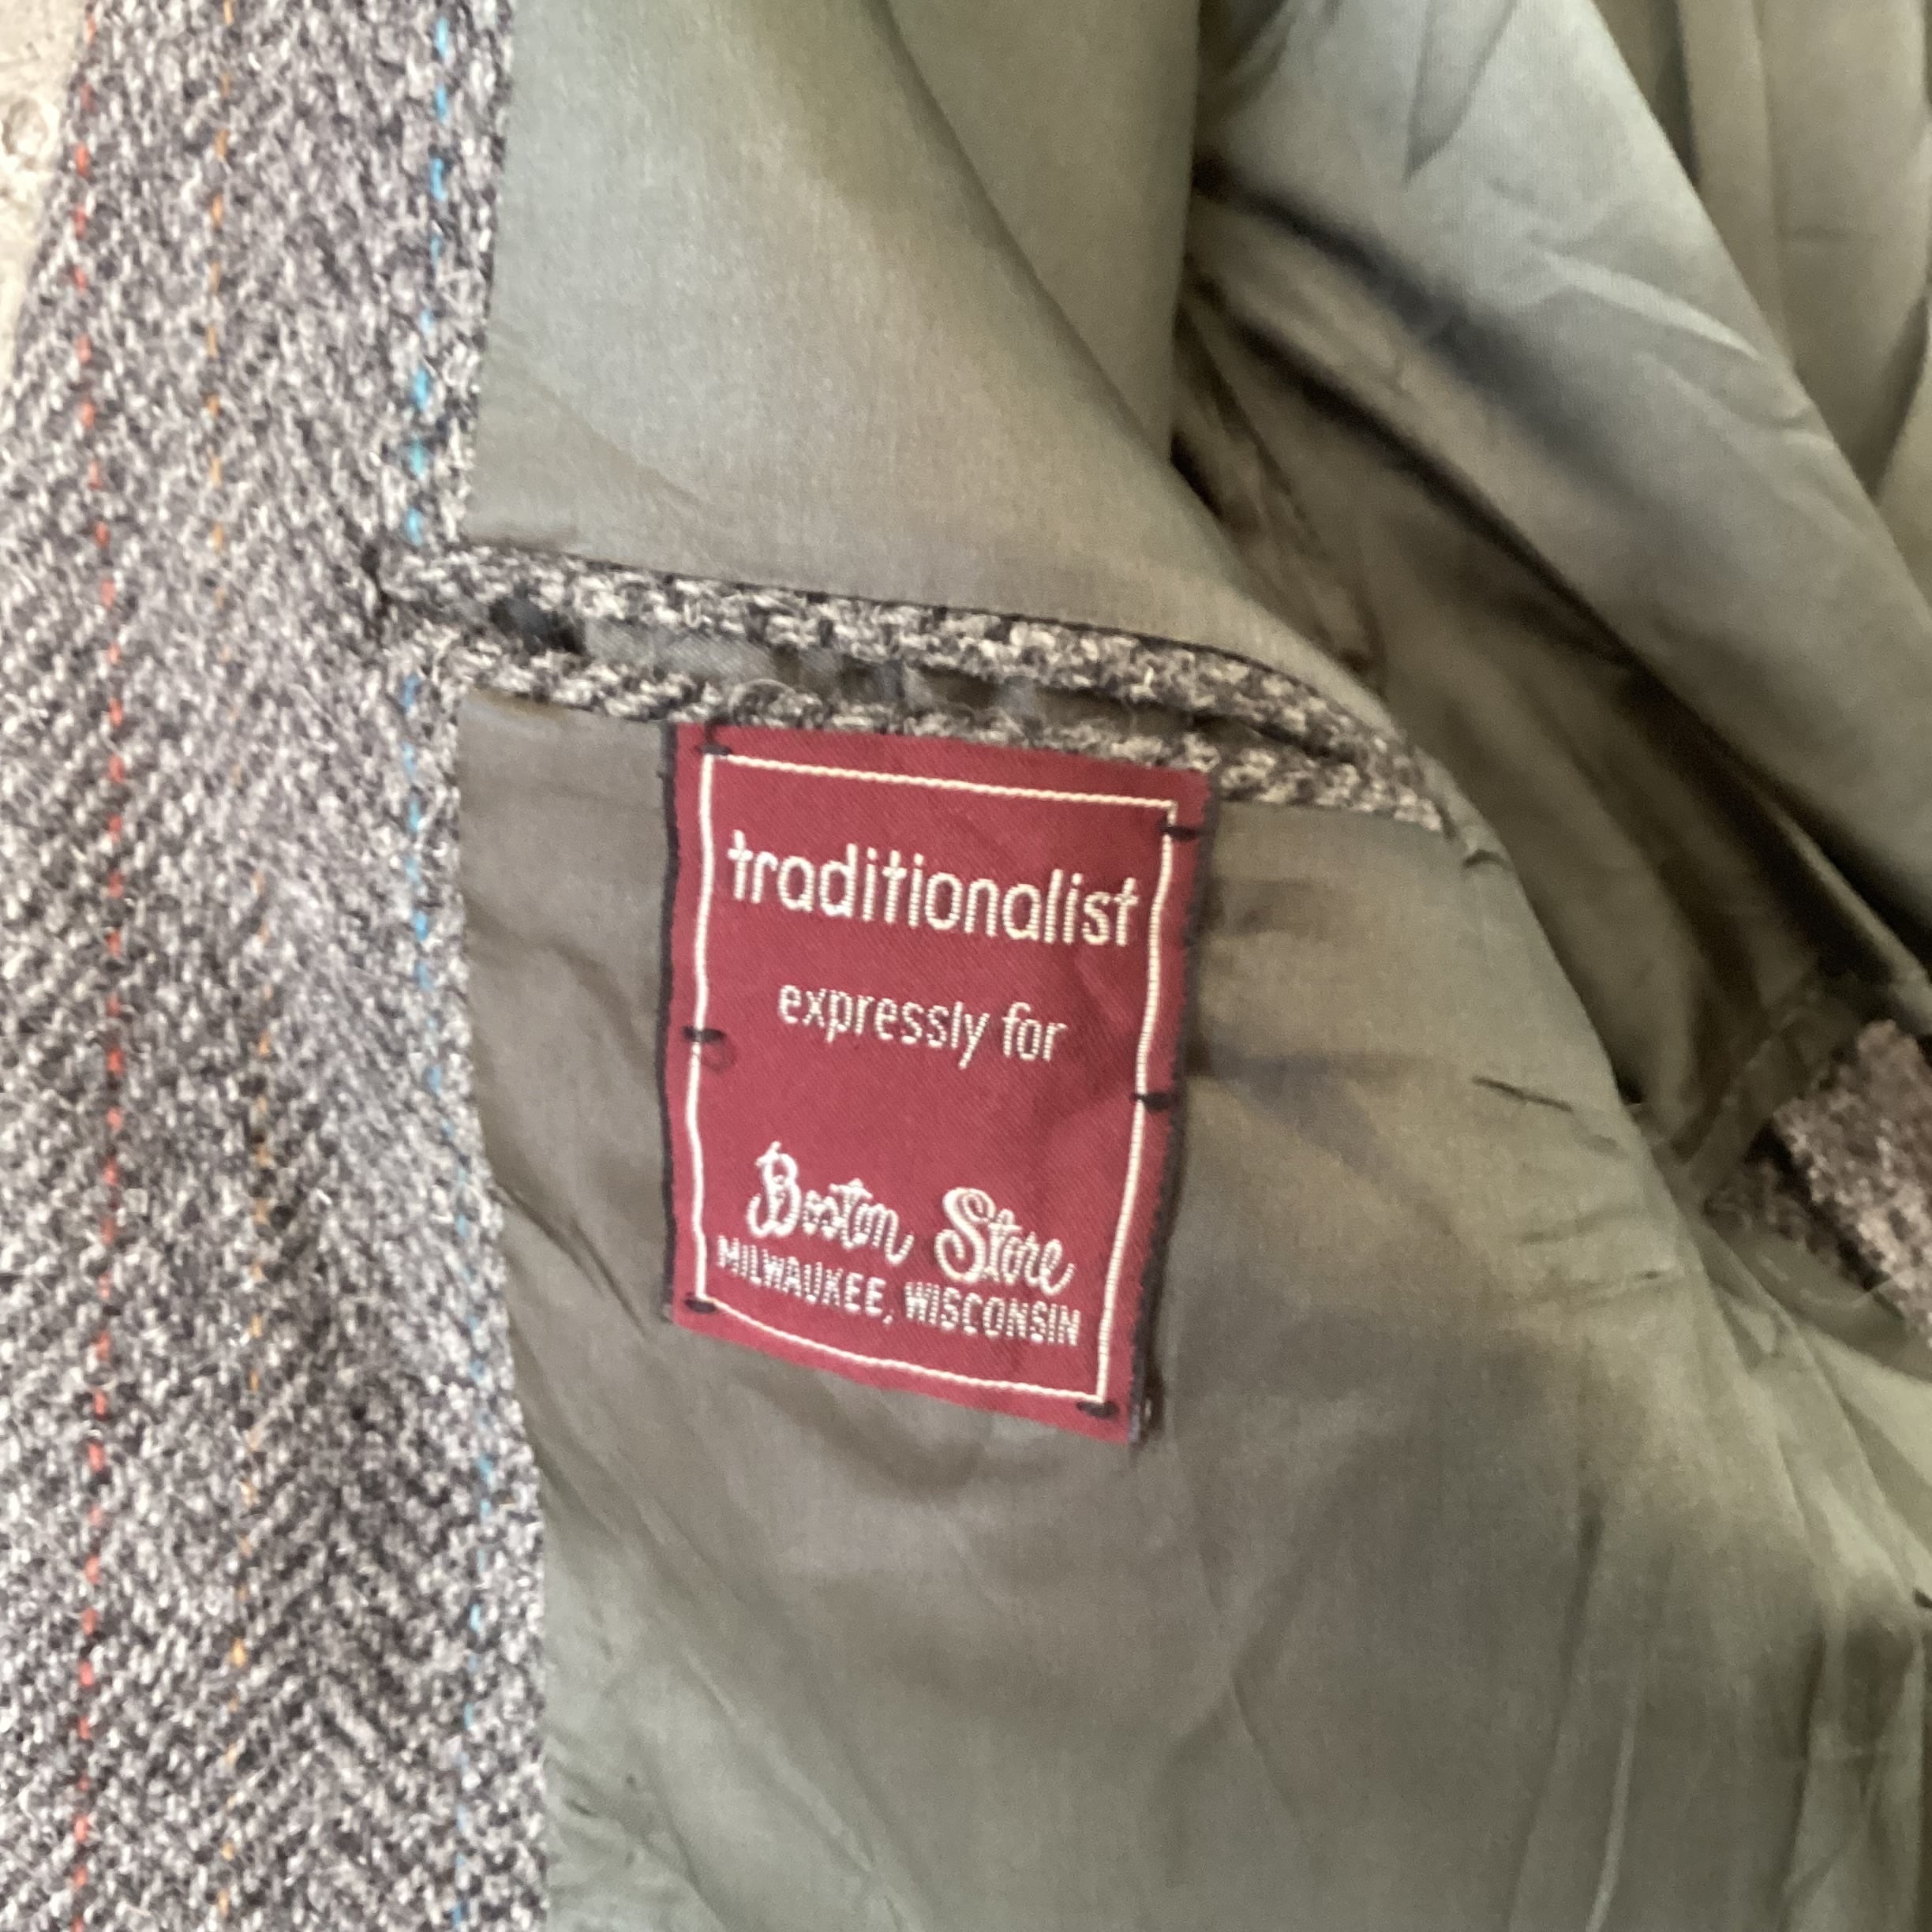 traditionalist
expressly for
Boston Store
MILWAUKEE, WISCONSIN